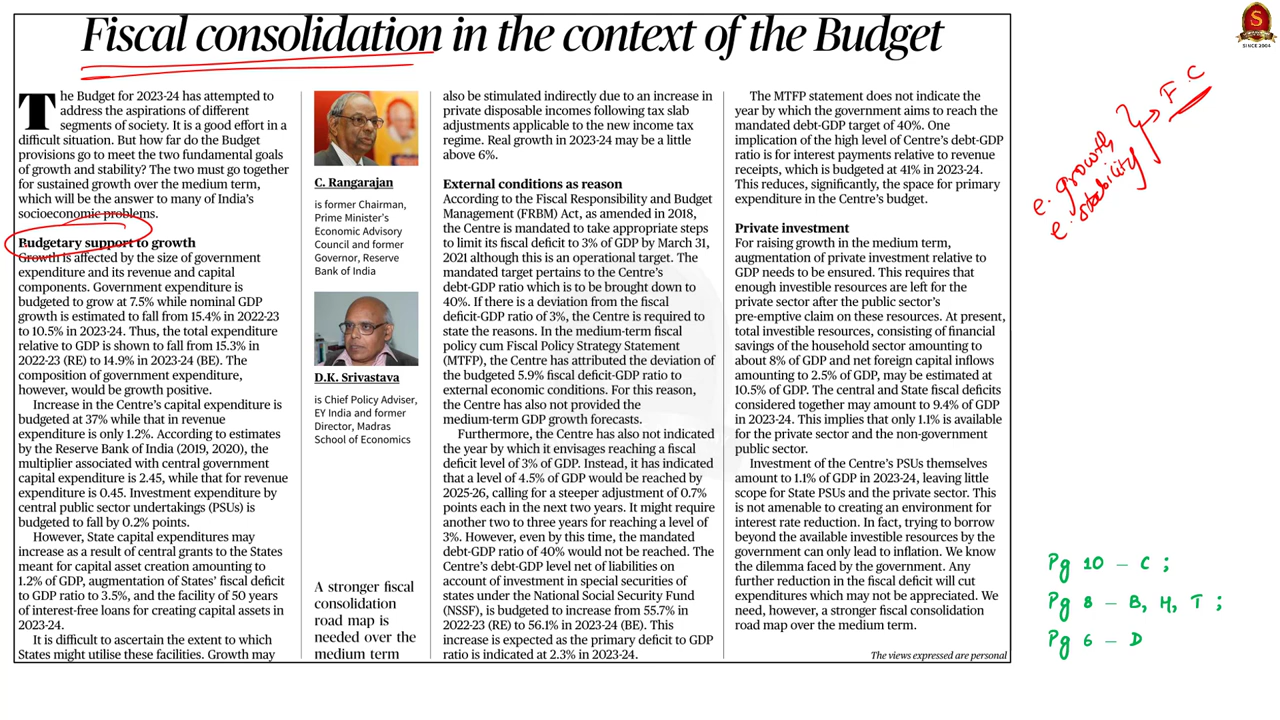 Fiscal consolidation in the context of the Budget
The Budget for 2023-24 has attempted to
address the aspirations of different
segments of society. It is a good effort in a
difficult situation. But how far do the Budget
provisions go to meet the two fundamental goals
of growth and stability? The two must go together
for sustained growth over the medium term,
which will be the answer to many of India's
socioeconomic problems.
Budgetary support to growth
Growth is affected by the size of government
expenditure and its revenue and capital
components. Government expenditure is
budgeted to grow at 7.5% while nominal GDP
growth is estimated to fall from 15.4% in 2022-23
to 10.5% in 2023-24. Thus, the total expenditure
relative to GDP is shown to fall from 15.3% in
2022-23 (RE) to 14.9% in 2023-24 (BE). The
composition of government expenditure,
however, would be growth positive.
Increase in the Centre's capital expenditure is
budgeted at 37% while that in revenue
expenditure is only 1.2%. According to estimates
by the Reserve Bank of India (2019, 2020), the
multiplier associated with central government
capital expenditure is 2.45, while that for revenue
expenditure is 0.45. Investment expenditure by
central public sector undertakings (PSUs) is
budgeted to fall by 0.2% points.
However, State capital expenditures may
increase as a result of central grants to the States
meant for capital asset creation amounting to
1.2% of GDP, augmentation of States' fiscal deficit
to GDP ratio to 3.5%, and the facility of 50 years
of interest-free loans for creating capital assets in
2023-24.
It is difficult to ascertain the extent to which
States might utilise these facilities. Growth may
C. Rangarajan
is former Chairman,
Prime Minister's
Economic Advisory
Council and former
Governor, Reserve
Bank of India
D.K. Srivastava
is Chief Policy Adviser,
EY India and former
Director, Madras
School of Economics
A stronger fiscal
consolidation
road map is
needed over the
medium term
also be stimulated indirectly due to an increase in
private disposable incomes following tax slab
adjustments applicable to the new income tax
regime. Real growth in 2023-24 may be a little
above 6%.
External conditions as reason
According to the Fiscal Responsibility and Budget
Management (FRBM) Act, as amended in 2018,
the Centre is mandated to take appropriate steps
to limit its fiscal deficit to 3% of GDP by March 31,
2021 although this is an operational target. The
mandated target pertains to the Centre's
debt-GDP ratio which is to be brought down to
40%. If there is a deviation from the fiscal
deficit-GDP ratio of 3%, the Centre is required to
state the reasons. In the medium-term fiscal
policy cum Fiscal Policy Strategy Statement
(MTFP), the Centre has attributed the deviation of
the budgeted 5.9% fiscal deficit-GDP ratio to
external economic conditions. For this reason,
the Centre has also not provided the
medium-term GDP growth forecasts.
Furthermore, the Centre has also not indicated
the year by which it envisages reaching a fiscal
deficit level of 3% of GDP. Instead, it has indicated
that a level of 4.5% of GDP would be reached by
2025-26, calling for a steeper adjustment of 0.7%
points each in the next two years. It might require
another two to three years for reaching a level of
3%. However, even by this time, the mandated
debt-GDP ratio of 40% would not be reached. The
Centre's debt-GDP level net of liabilities on
account of investment in special securities of
states under the National Social Security Fund
(NSSF), is budgeted to increase from 55.7% in
2022-23 (RE) to 56.1% in 2023-24 (BE). This
increase is expected as the primary deficit to GDP
ratio is indicated at 2.3% in 2023-24.
The MTFP statement does not indicate the
year by which the government aims to reach the
mandated debt-GDP target of 40%. One
implication of the high level of Centre's debt-GDP
ratio is for interest payments relative to revenue
receipts, which is budgeted at 41% in 2023-24.
This reduces, significantly, the space for primary
expenditure in the Centre's budget.
Private investment
For raising growth in the medium term,
augmentation of private investment relative to
GDP needs to be ensured. This requires that
enough investible resources are left for the
private sector after the public sector's
pre-emptive claim on these resources. At present,
total investible resources, consisting of financial
savings of the household sector amounting to
about 8% of GDP and net foreign capital inflows
amounting to 2.5% of GDP, may be estimated at
10.5% of GDP. The central and State fiscal deficits
considered together may amount to 9.4% of GDP
in 2023-24. This implies that only 1.1% is available
for the private sector and the non-government
public sector.
Investment of the Centre's PSUs themselves
amount to 1.1% of GDP in 2023-24, leaving little
scope for State PSUs and the private sector. This
is not amenable to creating an environment for
interest rate reduction. In fact, trying to borrow
beyond the available investible resources by the
government can only lead to inflation. We know
the dilemma faced by the government. Any
further reduction in the fiscal deficit will cut
expenditures which may not be appreciated. We
need, however, a stronger fiscal consolidation
road map over the medium term.
The views expressed are personal
S
SINCE 2004
e. growth
e. stability
F. C
Pg 10 - C ;
Pg 8 - B, H, T ;
Pg 6 - D